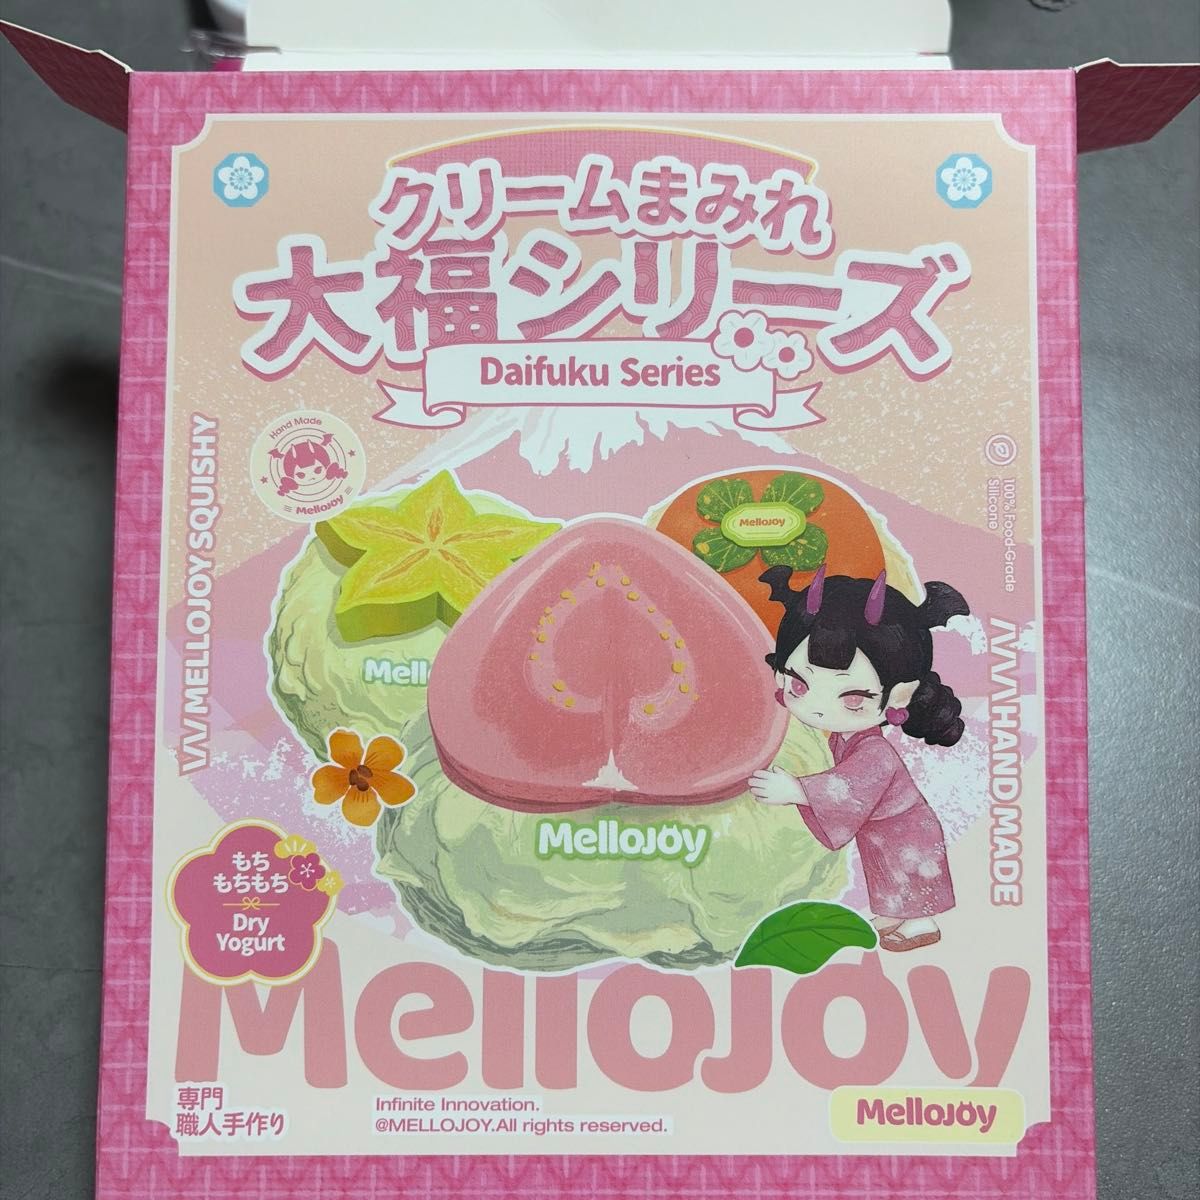 クリームまみれ
大福シリーズ
Daifuku Series
Hand Made
Mellojoy
MELLOJOY SQUISHY
100% Food-Grade
Silicone
Mellojoy
Mell
Mellojoy
HAND MADE
もち
もちもち
Dry
Yogurt
Mellojoy
専門
職人手作り
Infinite Innovation.
@MELLOJOY.All rights reserved.
Mellojoy